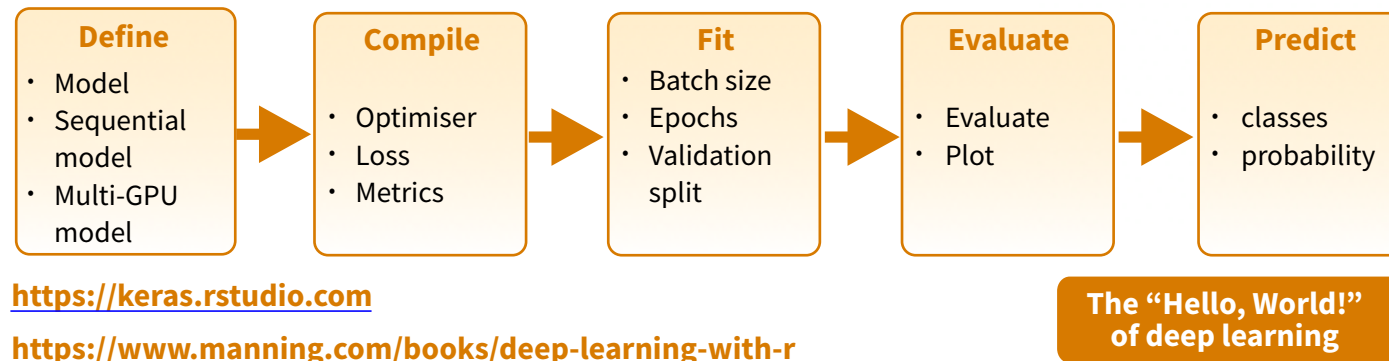 Define
・ Model
・ Sequential
model
・ Multi-GPU
model
Compile
・ Optimiser
・ Loss
・ Metrics
Fit
・ Batch size
・ Epochs
・ Validation
split
Evaluate
・ Evaluate
・ Plot
Predict
・ classes
・ probability
https://keras.rstudio.com
https://www.manning.com/books/deep-learning-with-r
The “Hello, World!”
of deep learning